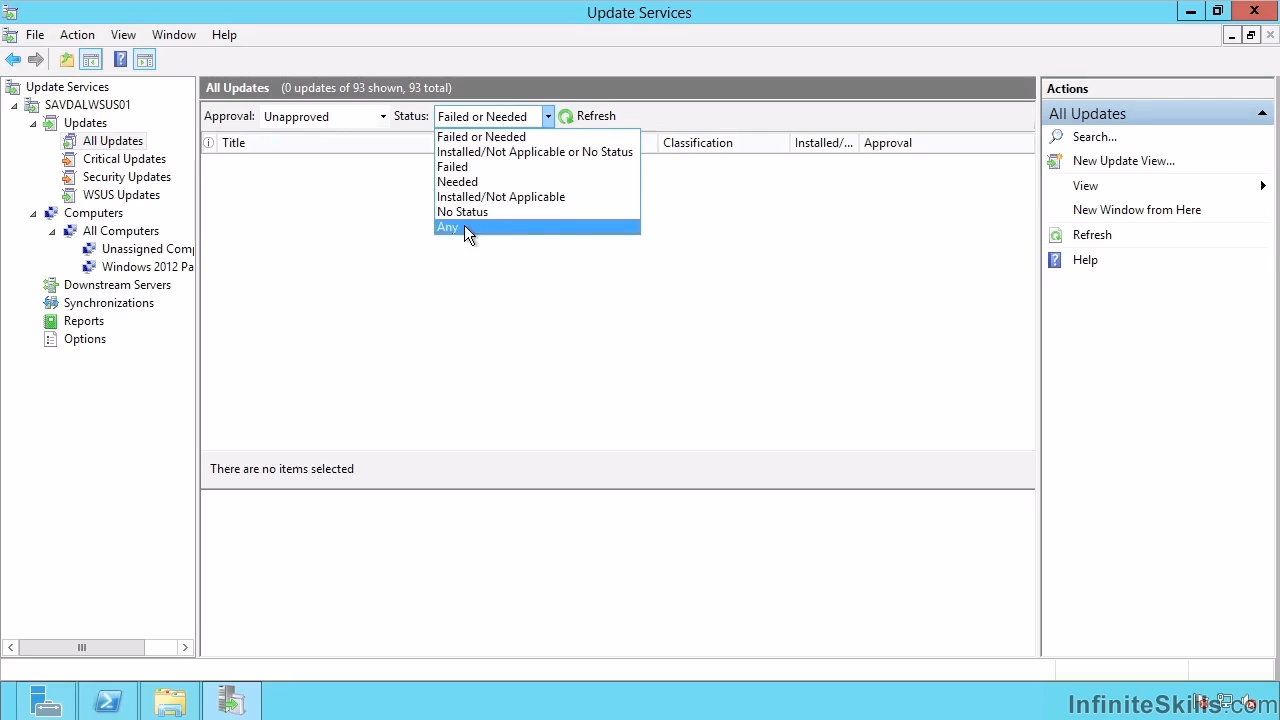 Update Services
File Action View Window Help
Update Services
SAVDALWSUS01
Updates
All Updates
Critical Updates
Security Updates
WSUS Updates
Computers
All Computers
Unassigned Comp
Windows 2012 Pa
Downstream Servers
Synchronizations
Reports
Options
All Updates (0 updates of 93 shown, 93 total)
Approval: Unapproved Status: Failed or Needed Refresh
Title Classification Installed/... Approval
Failed or Needed
Installed/Not Applicable or No Status
Failed
Needed
Installed/Not Applicable
No Status
Any
There are no items selected
Actions
All Updates
Search...
New Update View...
View
New Window from Here
Refresh
Help
InfiniteSkills.com